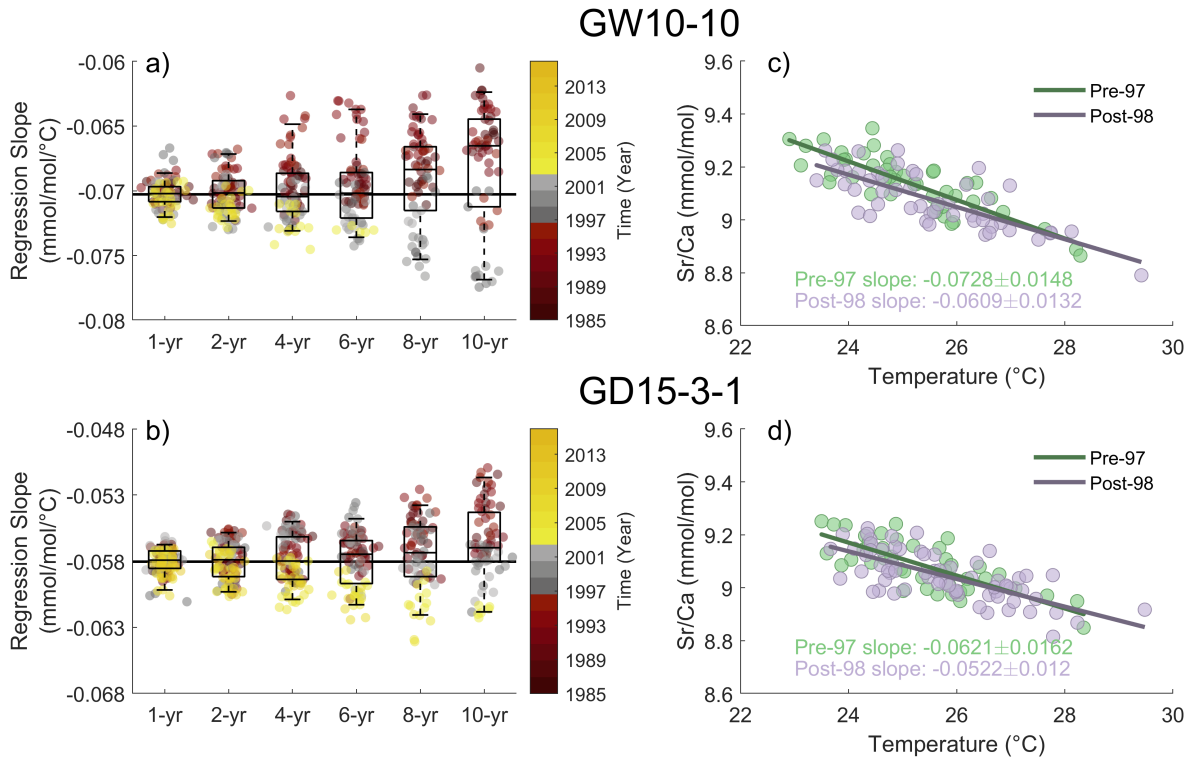 GW10-10
a)
-0.06
-0.065
-0.07
-0.075
-0.08
Regression Slope
(mmol/mol/°C)
1-yr 2-yr 4-yr 6-yr 8-yr 10-yr
2013
2009
2005
2001
1997
1993
1989
1985
Time (Year)
c)
9.6
9.4
9.2
9
8.8
8.6
Sr/Ca (mmol/mol)
Pre-97
Post-98
Pre-97 slope: -0.0728±0.0148
Post-98 slope: -0.0609±0.0132
22 24 26 28 30
Temperature (°C)
GD15-3-1
b)
-0.048
-0.053
-0.058
-0.063
-0.068
Regression Slope
(mmol/mol/°C)
1-yr 2-yr 4-yr 6-yr 8-yr 10-yr
2013
2009
2005
2001
1997
1993
1989
1985
Time (Year)
d)
9.6
9.4
9.2
9
8.8
8.6
Sr/Ca (mmol/mol)
Pre-97
Post-98
Pre-97 slope: -0.0621±0.0162
Post-98 slope: -0.0522±0.012
22 24 26 28 30
Temperature (°C)